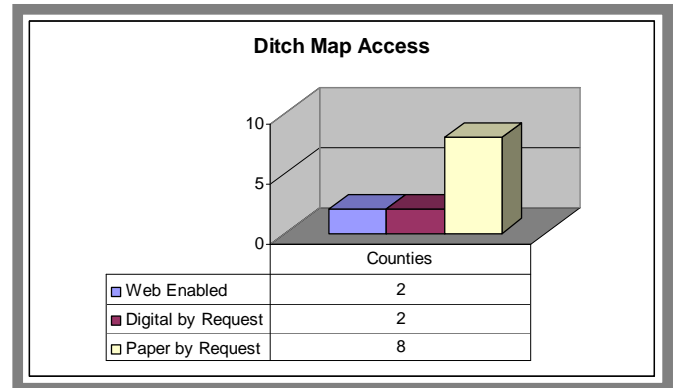 Ditch Map Access
10
5
0
Counties
Web Enabled 2
Digital by Request 2
Paper by Request 8